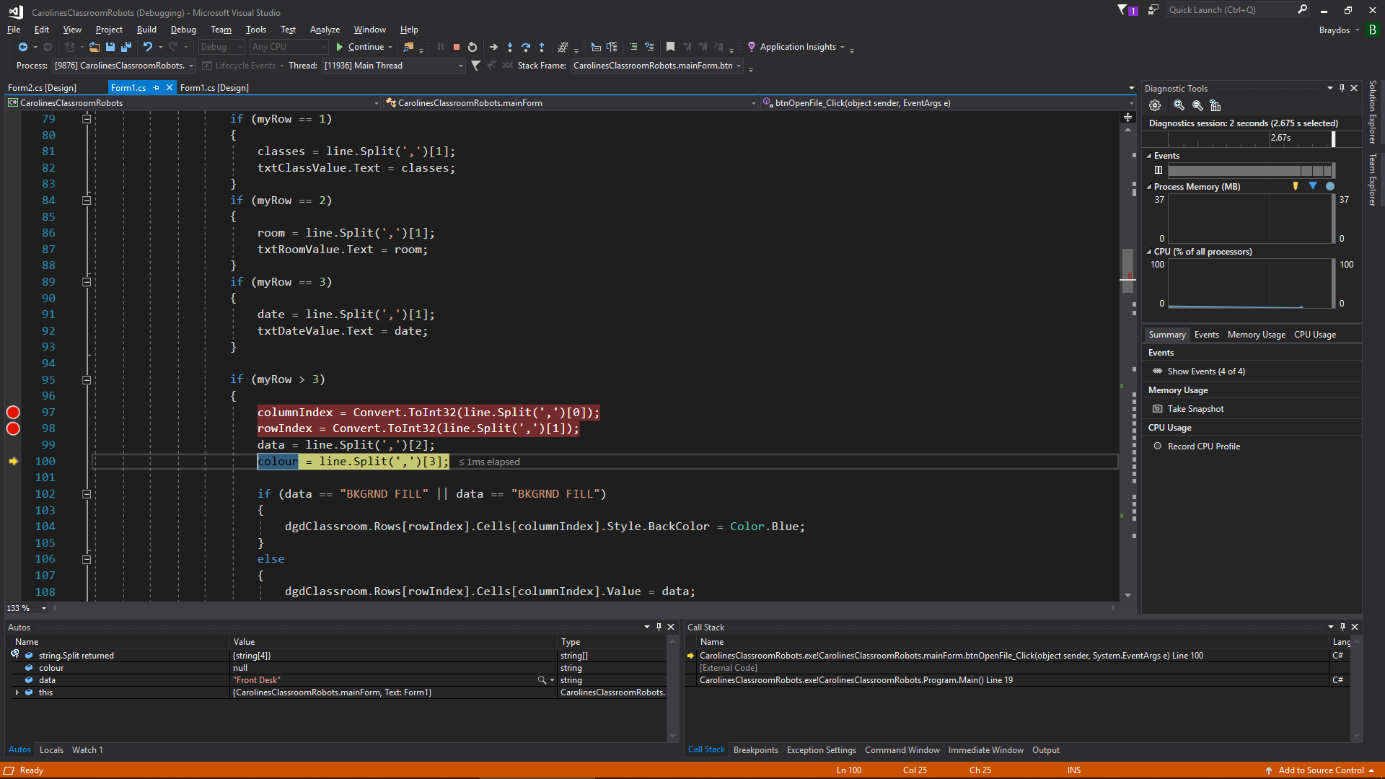 CarolinesClassroomRobots (Debugging) - Microsoft Visual Studio
1
Quick Launch (Ctrl+Q)
File Edit View Project Build Debug Team Tools Test Analyze Window Help
Braydos B
Debug Any CPU Continue Application Insights
Process: [9876] CarolinesClassroomRobots. Lifecycle Events Thread: [11936] Main Thread Stack Frame: CarolinesClassroomRobots.mainForm.btn
Form2.cs [Design] Form1.cs Form1.cs [Design]
CarolinesClassroomRobots CarolinesClassroomRobots.mainForm btnOpenFile_Click(object sender, EventArgs e)
79 if (myRow == 1)
80 {
81 classes = line.Split(',')[1];
82 txtClassValue.Text = classes;
83 }
84 if (myRow == 2)
85 {
86 room = line.Split(',')[1];
87 txtRoomValue.Text = room;
88 }
89 if (myRow == 3)
90 {
91 date = line.Split(',')[1];
92 txtDateValue.Text = date;
93 }
94
95 if (myRow > 3)
96 {
97 columnIndex = Convert.ToInt32(line.Split(',')[0]);
98 rowIndex = Convert.ToInt32(line.Split(',')[1]);
99 data = line.Split(',')[2];
100 colour = line.Split(',')[3]; ≤ 1ms elapsed
101
102 if (data == "BKGRND FILL" || data == "BKGRND FILL")
103 {
104 dgdClassroom.Rows[rowIndex].Cells[columnIndex].Style.BackColor = Color.Blue;
105 }
106 else
107 {
108 dgdClassroom.Rows[rowIndex].Cells[columnIndex].Value = data;
133 %
Diagnostic Tools
Diagnostics session: 2 seconds (2.675 s selected)
2.67s
Events
Process Memory (MB)
37 37
0 0
CPU (% of all processors)
100 100
0 0
Summary Events Memory Usage CPU Usage
Events
Show Events (4 of 4)
Memory Usage
Take Snapshot
CPU Usage
Record CPU Profile
Solution Explorer
Team Explorer
Autos
Name Value Type
string.Split returned {string[4]} string[]
colour null string
data "Front Desk" string
this {CarolinesClassroomRobots.mainForm, Text: Form1} CarolinesClassroomRobots.
Autos Locals Watch 1
Call Stack
Name Lang
CarolinesClassroomRobots.exe!CarolinesClassroomRobots.mainForm.btnOpenFile_Click(object sender, System.EventArgs e) Line 100 C#
[External Code]
CarolinesClassroomRobots.exe!CarolinesClassroomRobots.Program.Main() Line 19 C#
Call Stack Breakpoints Exception Settings Command Window Immediate Window Output
Ready Ln 100 Col 25 Ch 25 INS Add to Source Control